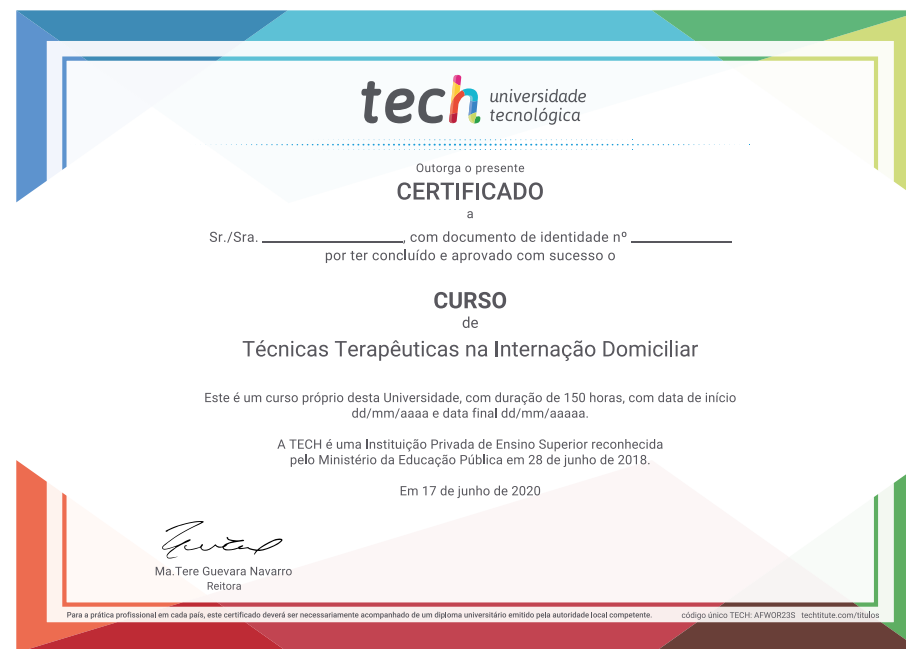 tech universidade
tecnológica
Outorga o presente
CERTIFICADO
a
Sr./Sra. ____________________, com documento de identidade nº ______________
por ter concluído e aprovado com sucesso o
CURSO
de
Técnicas Terapêuticas na Internação Domiciliar
Este é um curso próprio desta Universidade, com duração de 150 horas, com data de início
dd/mm/aaaa e data final dd/mm/aaaaa.
A TECH é uma Instituição Privada de Ensino Superior reconhecida
pelo Ministério da Educação Pública em 28 de junho de 2018.
Em 17 de junho de 2020
Ma.Tere Guevara Navarro
Reitora
Para a prática profissional em cada país, este certificado deverá ser necessariamente acompanhado de um diploma universitário emitido pela autoridade local competente. código único TECH: AFWOR23S techtitute.com/titulos